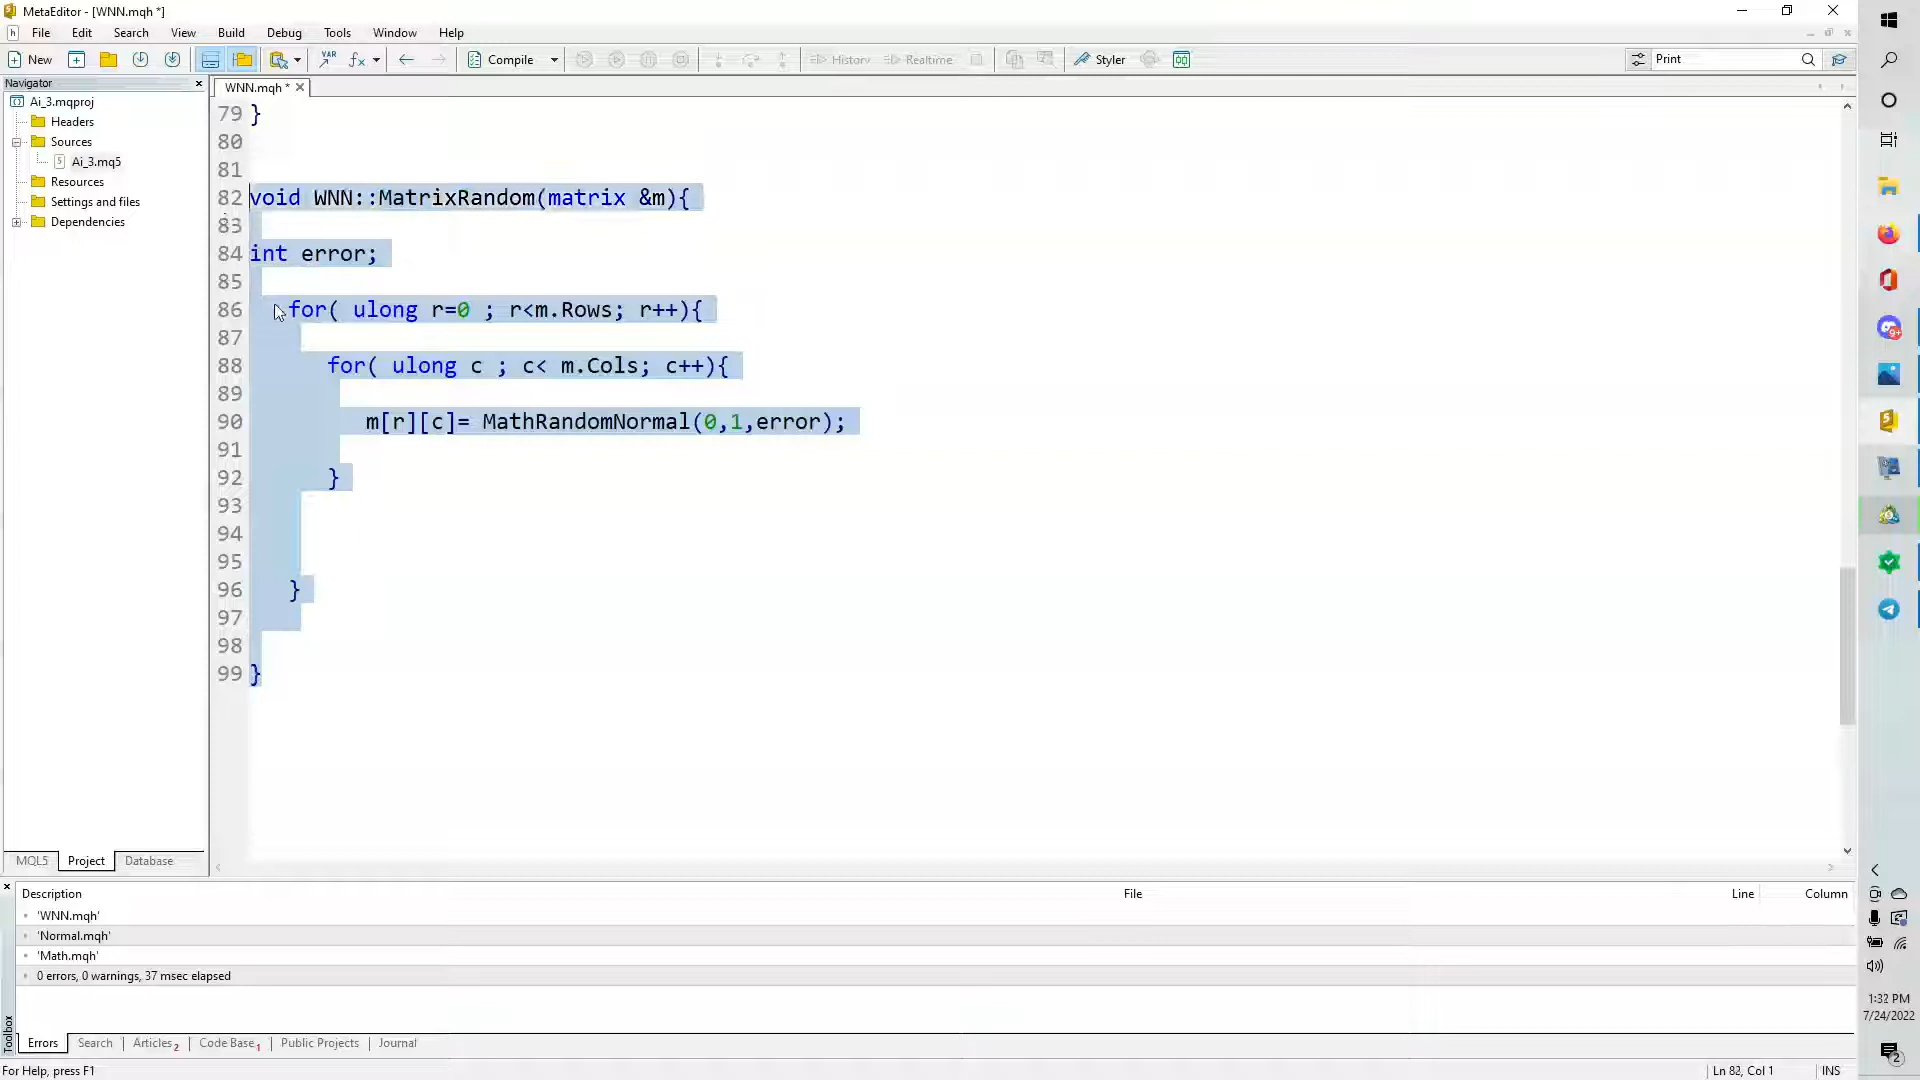 MetaEditor - [WNN.mqh *]
File Edit Search View Build Debug Tools Window Help
New Compile History Realtime Styler Print
Navigator
WNN.mqh *
Ai_3.mqproj
Headers
Sources
Ai_3.mq5
Resources
Settings and files
Dependencies
79 }
80
81
82 void WNN::MatrixRandom(matrix &m){
83
84 int error;
85
86 for( ulong r=0 ; r<m.Rows; r++){
87
88 for( ulong c ; c< m.Cols; c++){
89
90 m[r][c]= MathRandomNormal(0,1,error);
91
92 }
93
94
95
96 }
97
98
99 }
MQL5 Project Database
Description File Line Column
'WNN.mqh'
'Normal.mqh'
'Math.mqh'
0 errors, 0 warnings, 37 msec elapsed
Toolbox
Errors Search Articles 2 Code Base 1 Public Projects Journal
For Help, press F1 Ln 82, Col 1 INS
9+
1:32 PM
7/24/2022
2